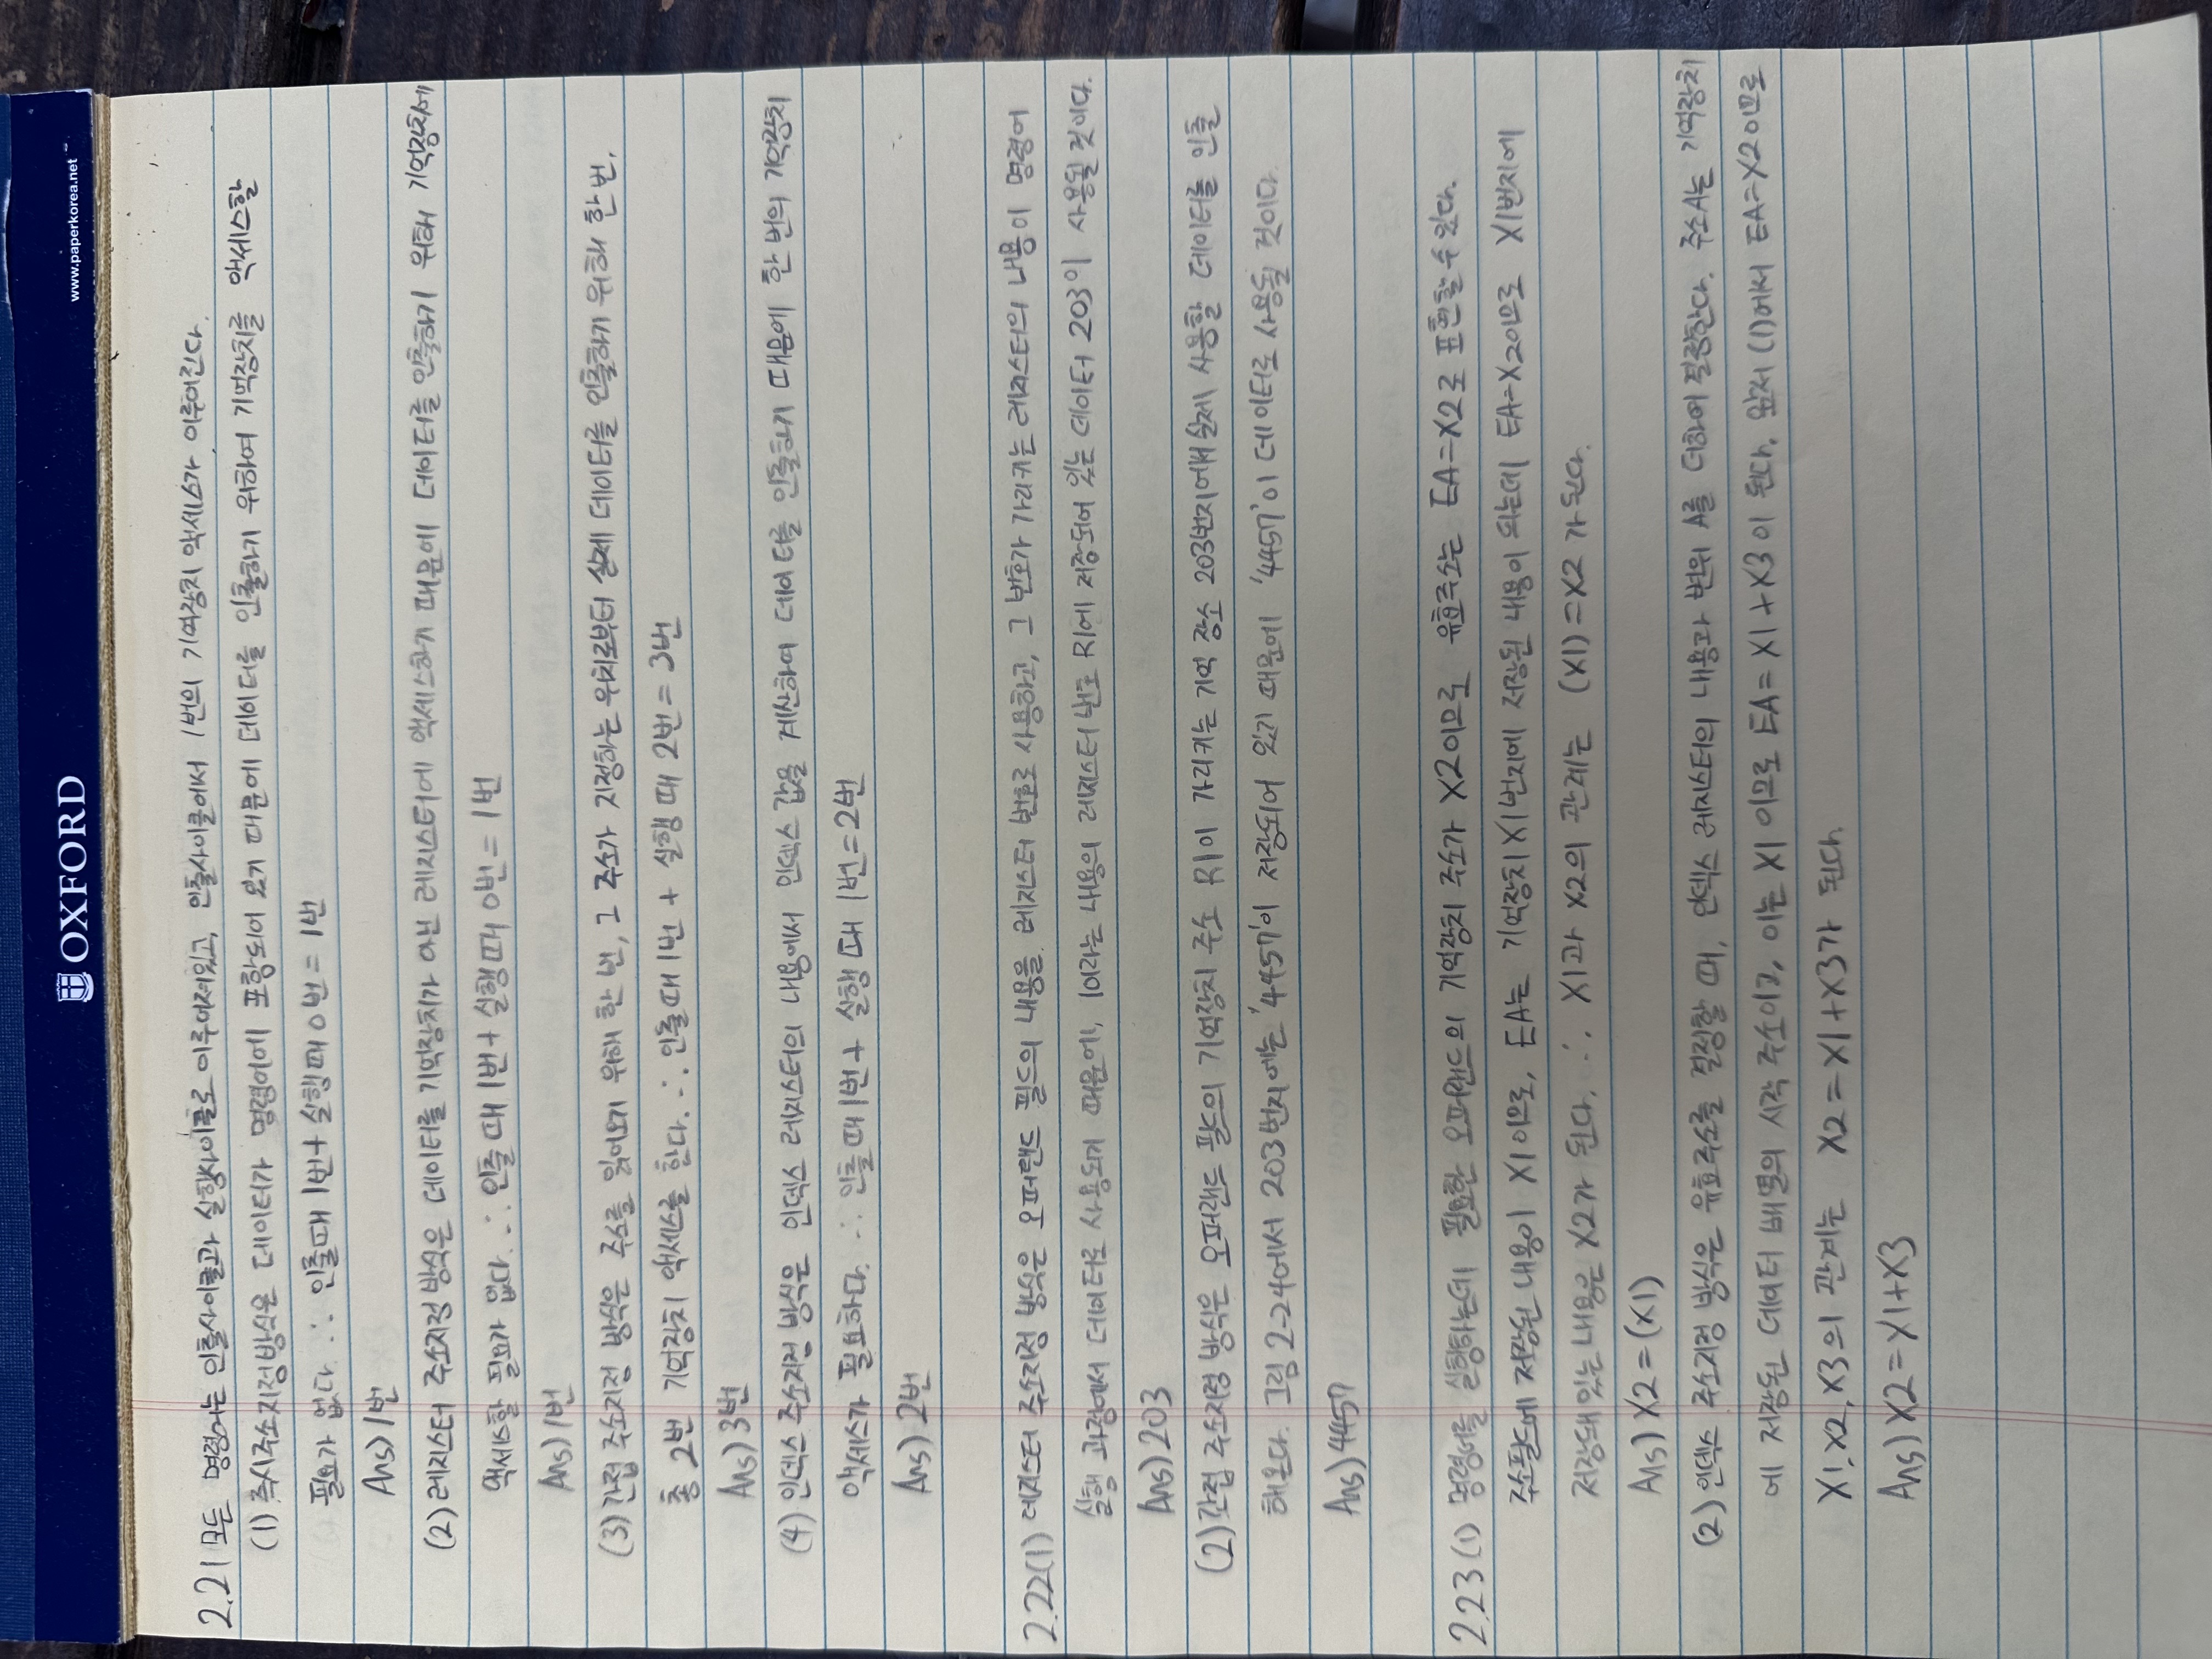 OXFORD
www.paperkorea.net
2.21 모든 명령어는 인출사이클과 실행사이클로 이루어져있고, 인출사이클에서 1번의 기억장치 액세스가 이루어진다.
(1) 즉시주소지정방식은 데이터가 명령어에 포함되어 있기 때문에 데이터를 인출하기 위하여 기억장치를 액세스할
필요가 없다. ∴ 인출때 1번 + 실행때 0번 = 1번
Ans) 1번
(2) 레지스터 주소지정 방식은 데이터를 기억장치가 아닌 레지스터에 액세스하기 때문에 데이터를 인출하기 위해 기억장치에
액세스할 필요가 없다. ∴ 인출 때 1번 + 실행 때 0번 = 1번
Ans) 1번
(3) 간접 주소지정 방식은 주소를 읽어오기 위해 한 번, 그 주소가 지정하는 위치로부터 실제 데이터를 인출하기 위해 한 번,
총 2번 기억장치 액세스를 한다. ∴ 인출 때 1번 + 실행 때 2번 = 3번
Ans) 3번
(4) 인덱스 주소지정 방식은 인덱스 레지스터의 내용에서 인덱스 값을 계산하여 데이터를 인출하기 때문에 한 번의 기억장치
액세스가 필요하다. ∴ 인출 때 1번 + 실행 때 1번 = 2번
Ans) 2번
2.22 (1) 레지스터 주소지정 방식은 오퍼랜드 필드의 내용을 레지스터 번호로 사용하고, 그 번호가 가리키는 레지스터의 내용이 명령어
실행 과정에서 데이터로 사용되기 때문에, 1이라는 내용의 레지스터 번호 R1에 저장되어 있는 데이터 203이 사용될 것이다.
Ans) 203
(2) 간접 주소지정 방식은 오퍼랜드 필드의 기억장치 주소 R1이 가리키는 기억 장소 203번지에서 실제 사용할 데이터를 인출
해온다. 그림 2-24에서 203번지에는 '4457'이 저장되어 있기 때문에 '4457'이 데이터로 사용될 것이다.
Ans) 4457
2.23 (1) 명령어를 실행하는데 필요한 오퍼랜드의 기억장치 주소가 X2이므로 유효주소는 EA=X2로 표현할 수 있다.
주소필드에 저장된 내용이 X1이므로, EA는 기억장치 X1번지에 저장된 내용이 되는데 EA=X2이므로 X1번지에
저장돼 있는 내용은 X2가 된다. ∴ X1과 X2의 관계는 (X1)=X2 가 된다.
Ans) X2=(X1)
(2) 인덱스 주소지정 방식은 유효주소를 결정할 때, 인덱스 레지스터의 내용과 변위 A를 더하여 결정한다. 주소A는 기억장치
에 저장된 데이터 배열의 시작 주소이고, 이는 X1 이므로 EA= X1+X3이 된다. 앞서 (1)에서 EA=X2이므로
X1, X2, X3의 관계는 X2=X1+X3가 된다.
Ans) X2=X1+X3